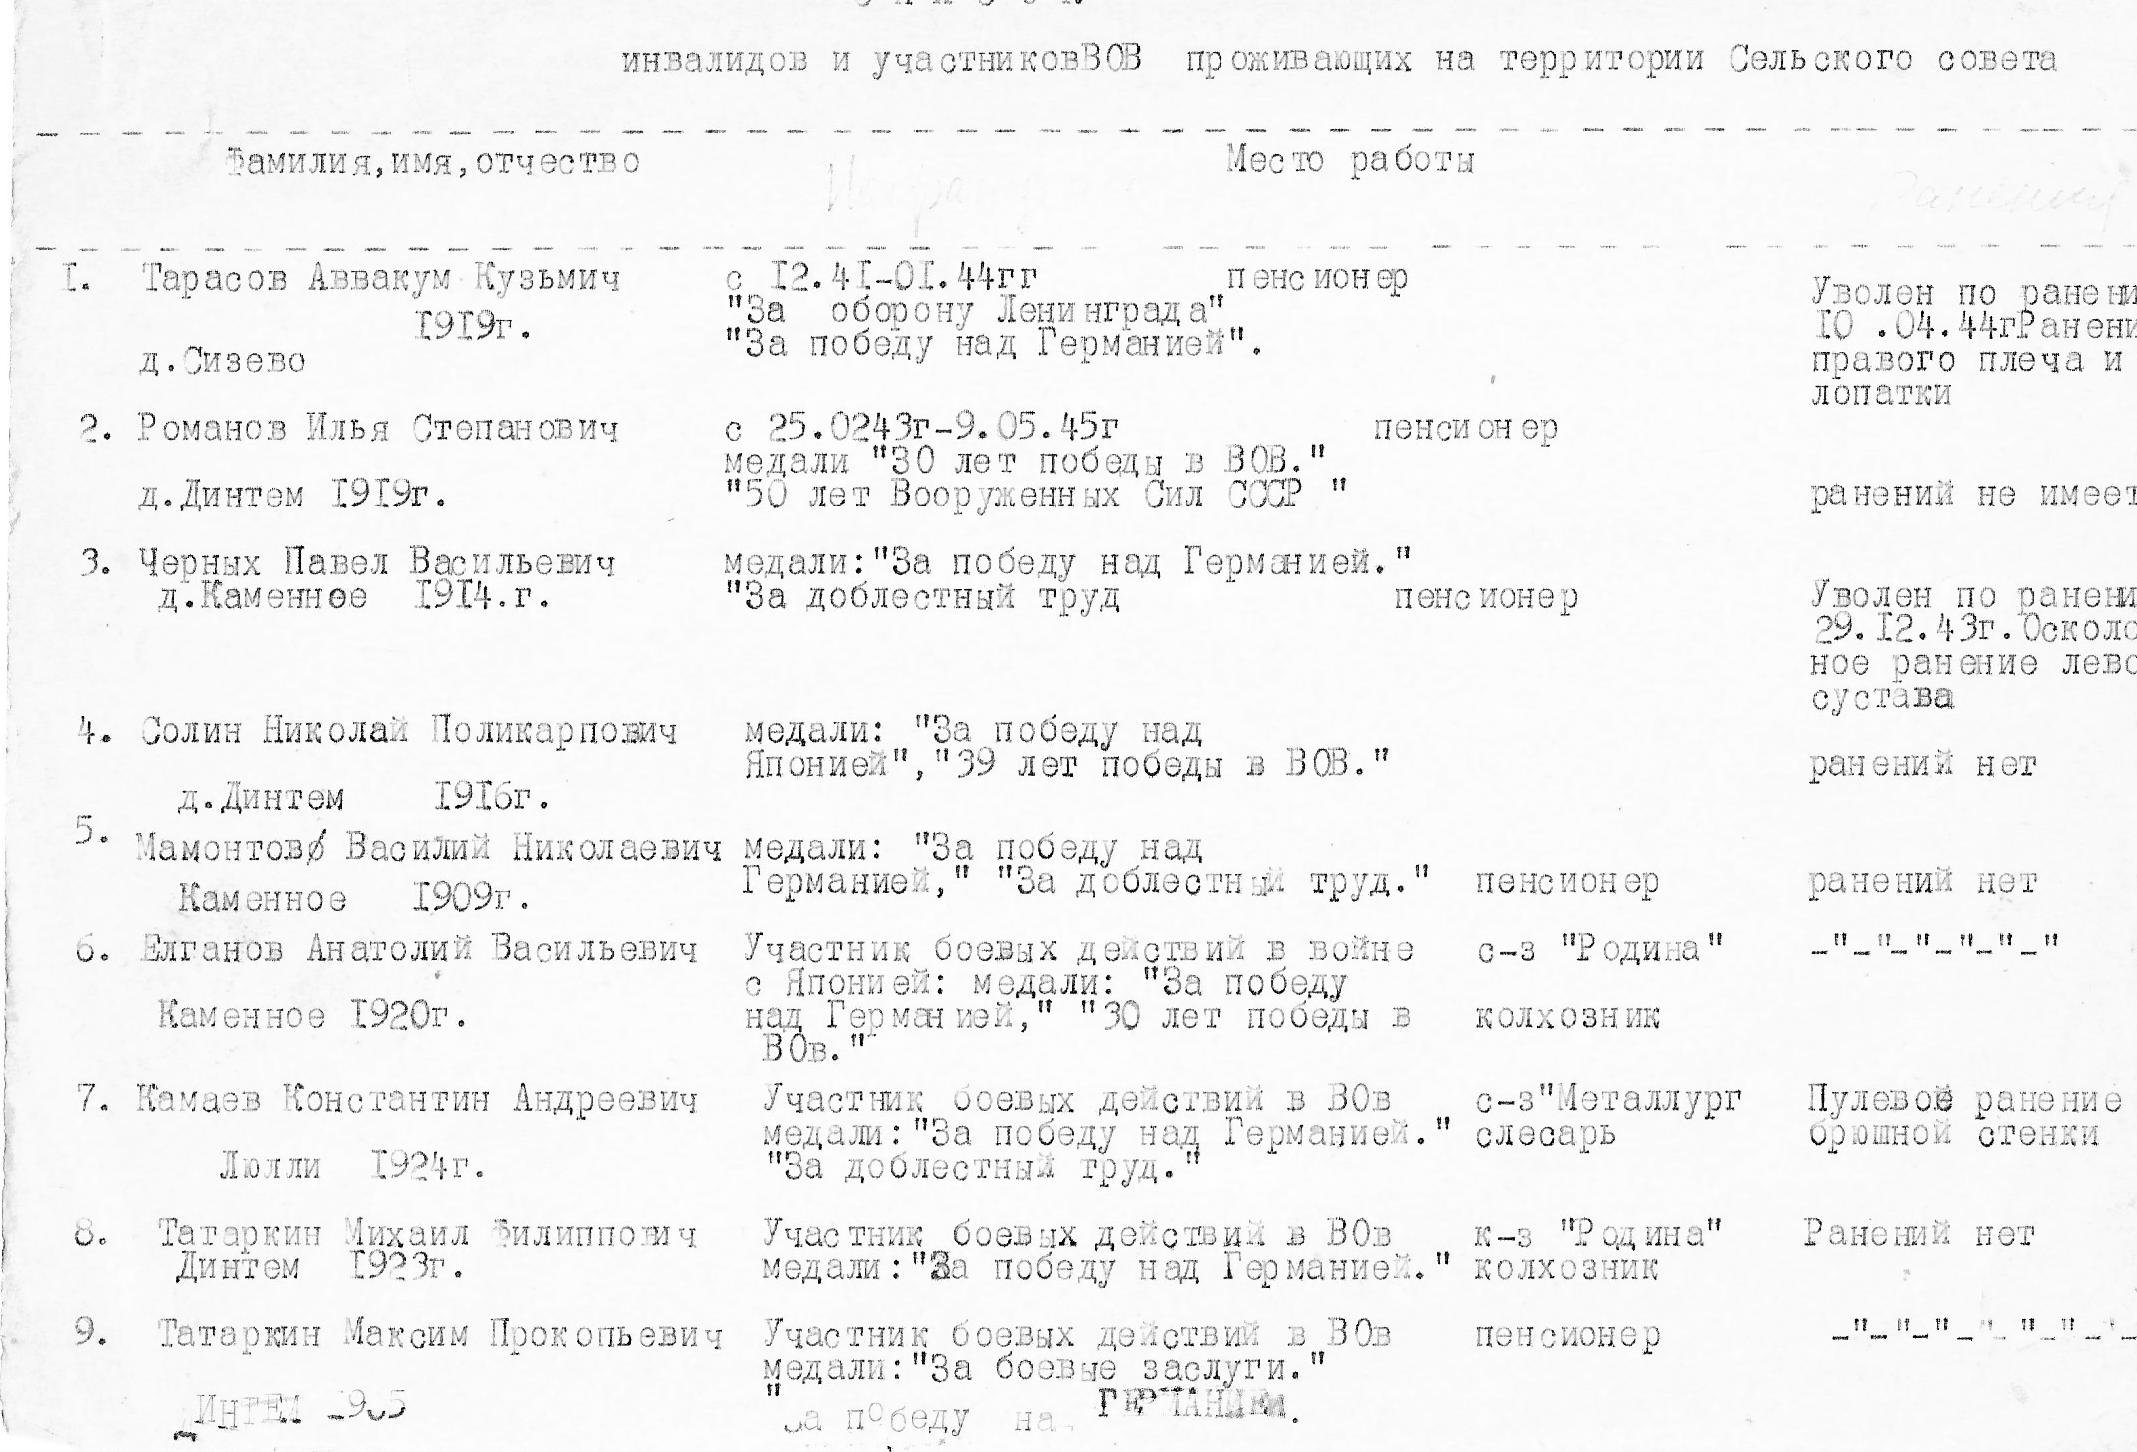 инвалидов и участниковВОВ проживающих на территории Сельского совета
Фамилия,имя,отчество Место работы
I. Тарасов Аввакум Кузьмич с I2.4I-0I.44гг пенсионер
"За оборону Ленинграда" Уволен по ранени
I9I9г. "За победу над Германией". I0 .04.44гРанени
д.Сизево правого плеча и
лопатки
2. Романов Илья Степанович с 25.0243г-9.05.45г пенсионер
медали "30 лет победы в ВОВ."
д.Динтем I9I9г. "50 лет Вооруженных Сил СССР " ранений не имеет
3. Черных Павел Васильевич медали:"За победу над Германией."
д.Каменное I9I4.г. "За доблестный труд пенсионер Уволен по ранени
29.I2.43г.Осколо
ное ранение лево
сустава
4. Солин Николай Поликарпович медали: "За победу над
Японией","39 лет победы в ВОВ." ранений нет
д.Динтем I9I6г.
5. Мамонтов Василий Николаевич медали: "За победу над
Германией," "За доблестный труд." пенсионер ранений нет
Каменное I909г.
6. Елганов Анатолий Васильевич Участник боевых действий в войне с-з "Родина" -"-"-"-"-"-"
с Японией: медали: "За победу
Каменное I920г. над Германией," "30 лет победы в колхозник
ВОв."
7. Камаев Константин Андреевич Участник боевых действий в ВОв с-з"Металлург Пулевое ранение
медали:"За победу над Германией." слесарь брюшной стенки
Люлли I924г. "За доблестный труд."
8. Татаркин Михаил Филиппович Участник боевых действий в ВОв к-з "Родина" Ранений нет
Динтем I923г. медали:"За победу над Германией." колхозник
9. Татаркин Максим Прокопьевич Участник боевых действий в ВОв пенсионер -"-"-"-"-"-"-"-
медали:"За боевые заслуги."
"За победу на Германией.